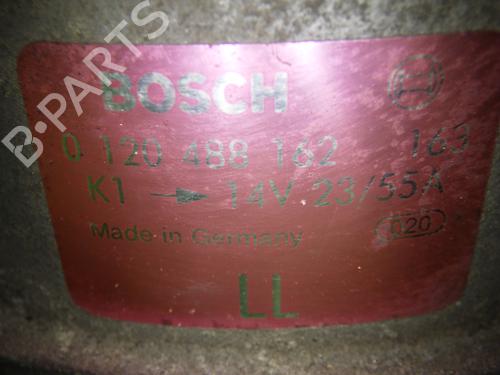 B-PARTS
BOSCH
0 120 488 162 163
K1 → 14V 23/55A
Made in Germany 020
LL